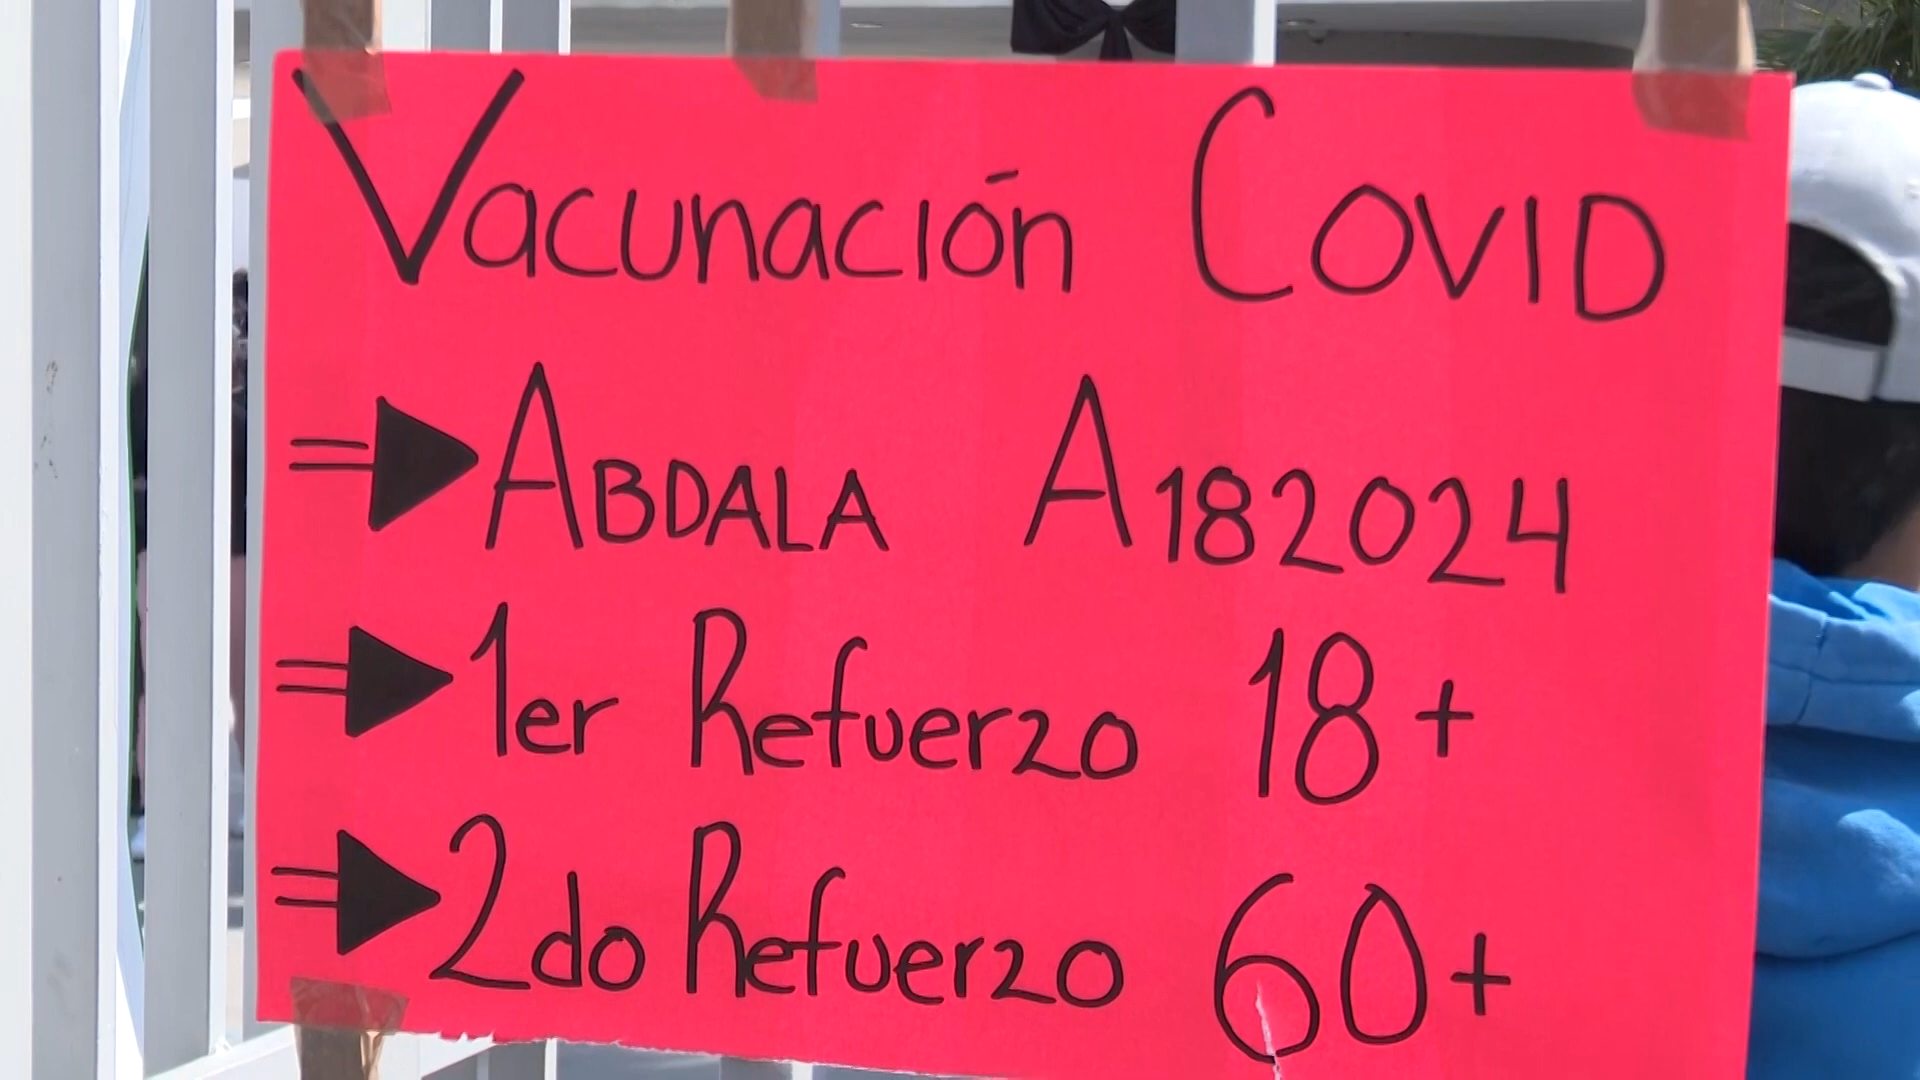 Vacunación COVID
ABDALA A182024
1er Refuerzo 18+
2do Refuerzo 60+